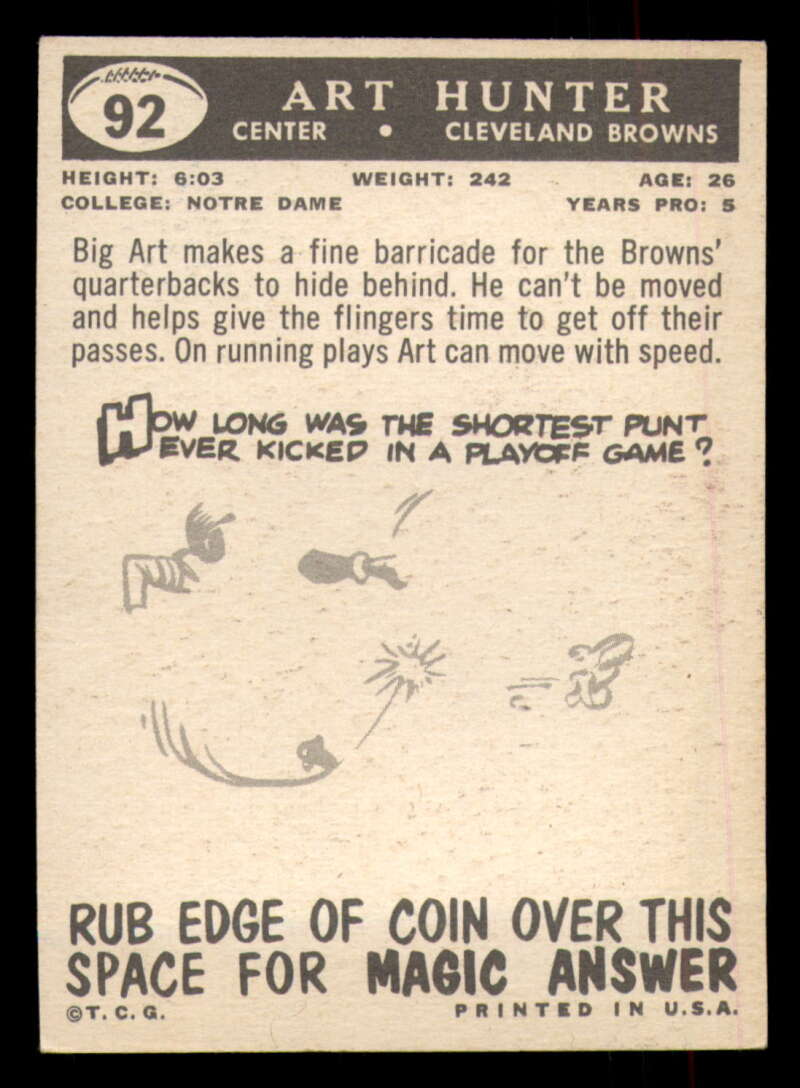 92
ART HUNTER
CENTER • CLEVELAND BROWNS
HEIGHT: 6:03 WEIGHT: 242 AGE: 26
COLLEGE: NOTRE DAME YEARS PRO: 5
Big Art makes a fine barricade for the Browns'
quarterbacks to hide behind. He can't be moved
and helps give the flingers time to get off their
passes. On running plays Art can move with speed.
HOW LONG WAS THE SHORTEST PUNT
EVER KICKED IN A PLAYOFF GAME?
RUB EDGE OF COIN OVER THIS
SPACE FOR MAGIC ANSWER
©T.C.G. PRINTED IN U.S.A.